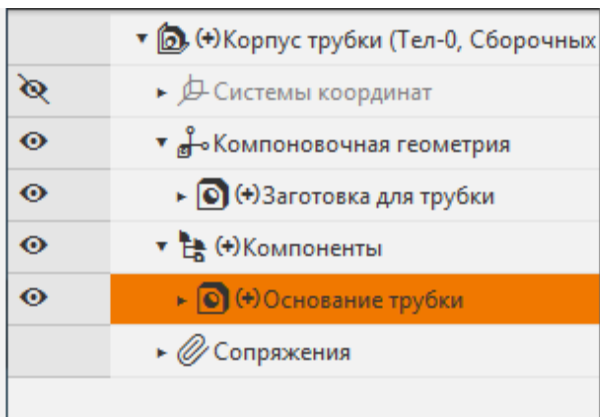 (+)Корпус трубки (Тел-0, Сборочных
Системы координат
Компоновочная геометрия
(+)Заготовка для трубки
(+)Компоненты
(+)Основание трубки
Сопряжения